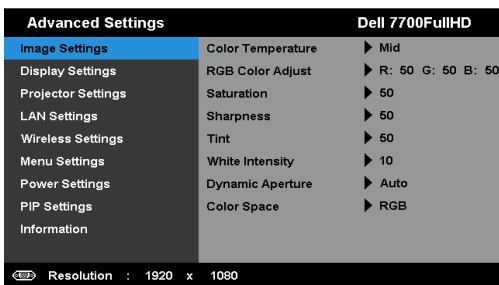 Advanced Settings Dell 7700FullHD
Image Settings Color Temperature Mid
Display Settings RGB Color Adjust R: 50 G: 50 B: 50
Projector Settings Saturation 50
LAN Settings Sharpness 50
Wireless Settings Tint 50
Menu Settings White Intensity 10
Power Settings Dynamic Aperture Auto
PIP Settings Color Space RGB
Information
Resolution : 1920 x 1080